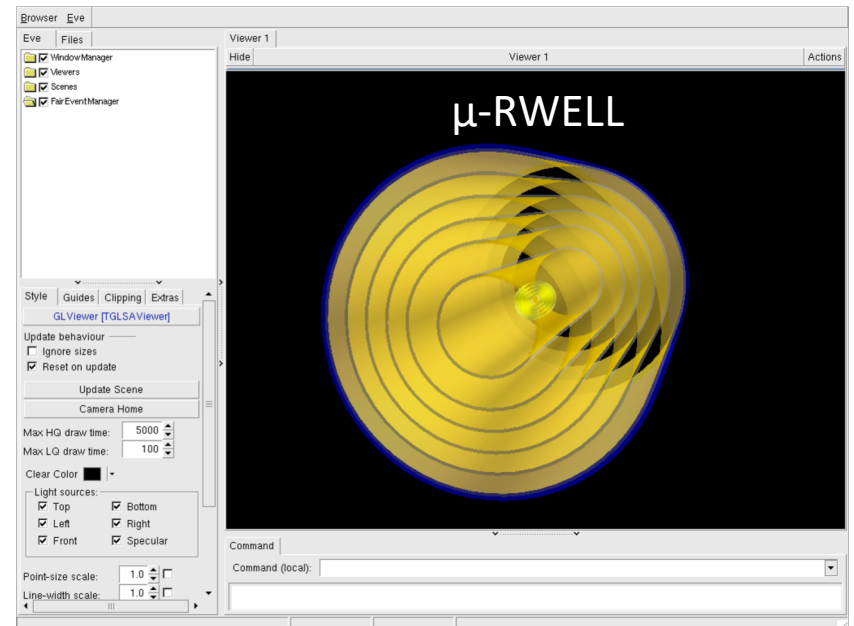 Browser Eve
Eve Files
WindowManager
Viewers
Scenes
FairEventManager
Style Guides Clipping Extras
GLViewer [TGLSAViewer]
Update behaviour
Ignore sizes
Reset on update
Update Scene
Camera Home
Max HQ draw time: 5000
Max LQ draw time: 100
Clear Color
Light sources:
Top Bottom
Left Right
Front Specular
Point-size scale: 1.0
Line-width scale: 1.0
Viewer 1
Hide Viewer 1 Actions
μ-RWELL
Command
Command (local):